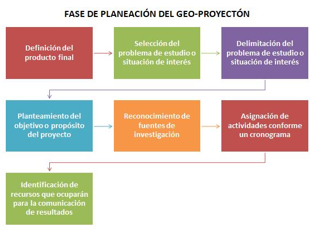 FASE DE PLANEACIÓN DEL GEO-PROYECTÓN
Definición del
producto final
Selección del
problema de estudio o
situación de interés
Delimitación del
problema de estudio o
situación de interés
Planteamiento del
objetivo o propósito
del proyecto
Reconocimiento de
fuentes de
investigación
Asignación de
actividades conforme
un cronograma
Identificación de
recursos que ocuparán
para la comunicación
de resultados